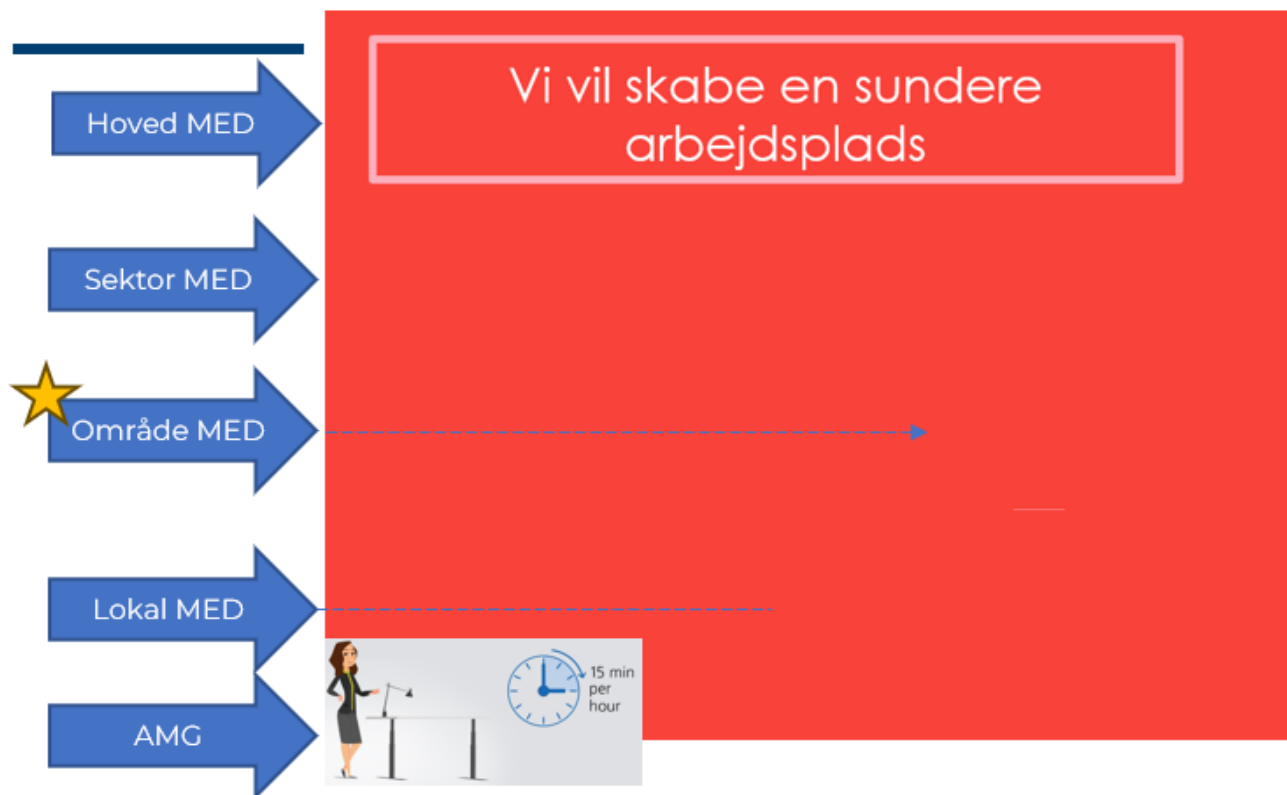 Vi vil skabe en sundere
arbejdsplads
Hoved MED
Sektor MED
Område MED
Lokal MED
AMG
15 min
per
hour